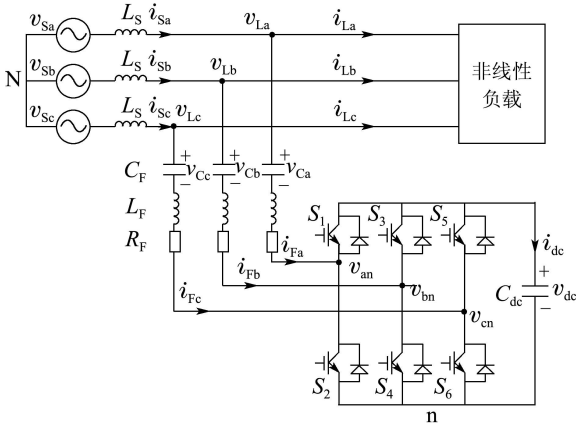 v_Sa L_S i_Sa v_La i_La
N v_Sb L_S i_Sb v_Lb i_Lb 非线性
负载
v_Sc L_S i_Sc v_Lc i_Lc
C_F + v_Cc − + v_Cb − + v_Ca −
L_F
R_F
S_1 S_3 S_5
i_Fa v_an i_dc
i_Fb v_bn C_dc + v_dc −
i_Fc v_cn
S_2 S_4 S_6
n